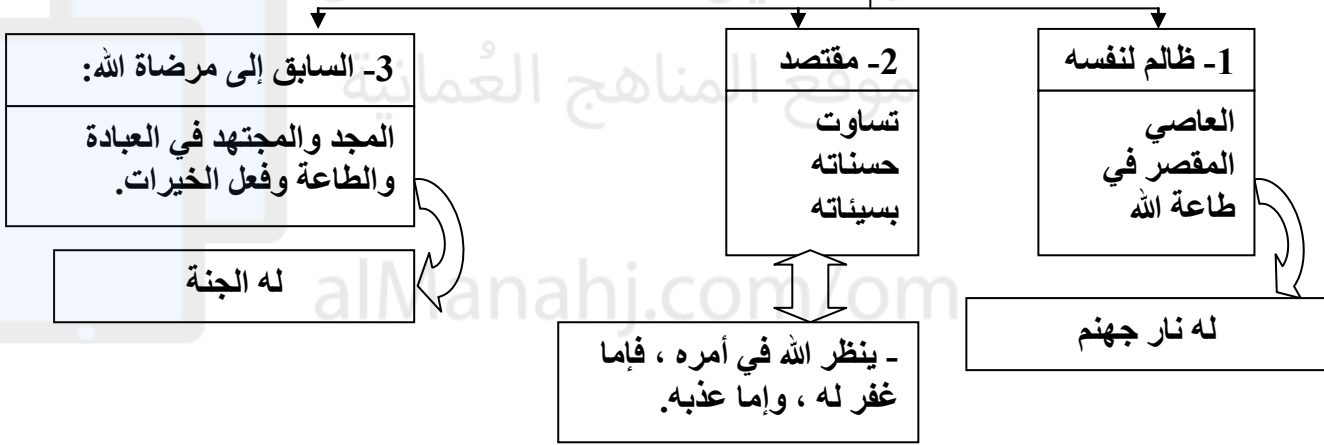 1- ظالم لنفسه
العاصي
المقصر في
طاعة الله
له نار جهنم
2- مقتصد
تساوت
حسناته
بسيئاته
- ينظر الله في أمره ، فإما
غفر له ، وإما عذبه.
3- السابق إلى مرضاة الله:
المجد والمجتهد في العبادة
والطاعة وفعل الخيرات.
له الجنة
موقع المناهج العُمانية
alManahj.com/om